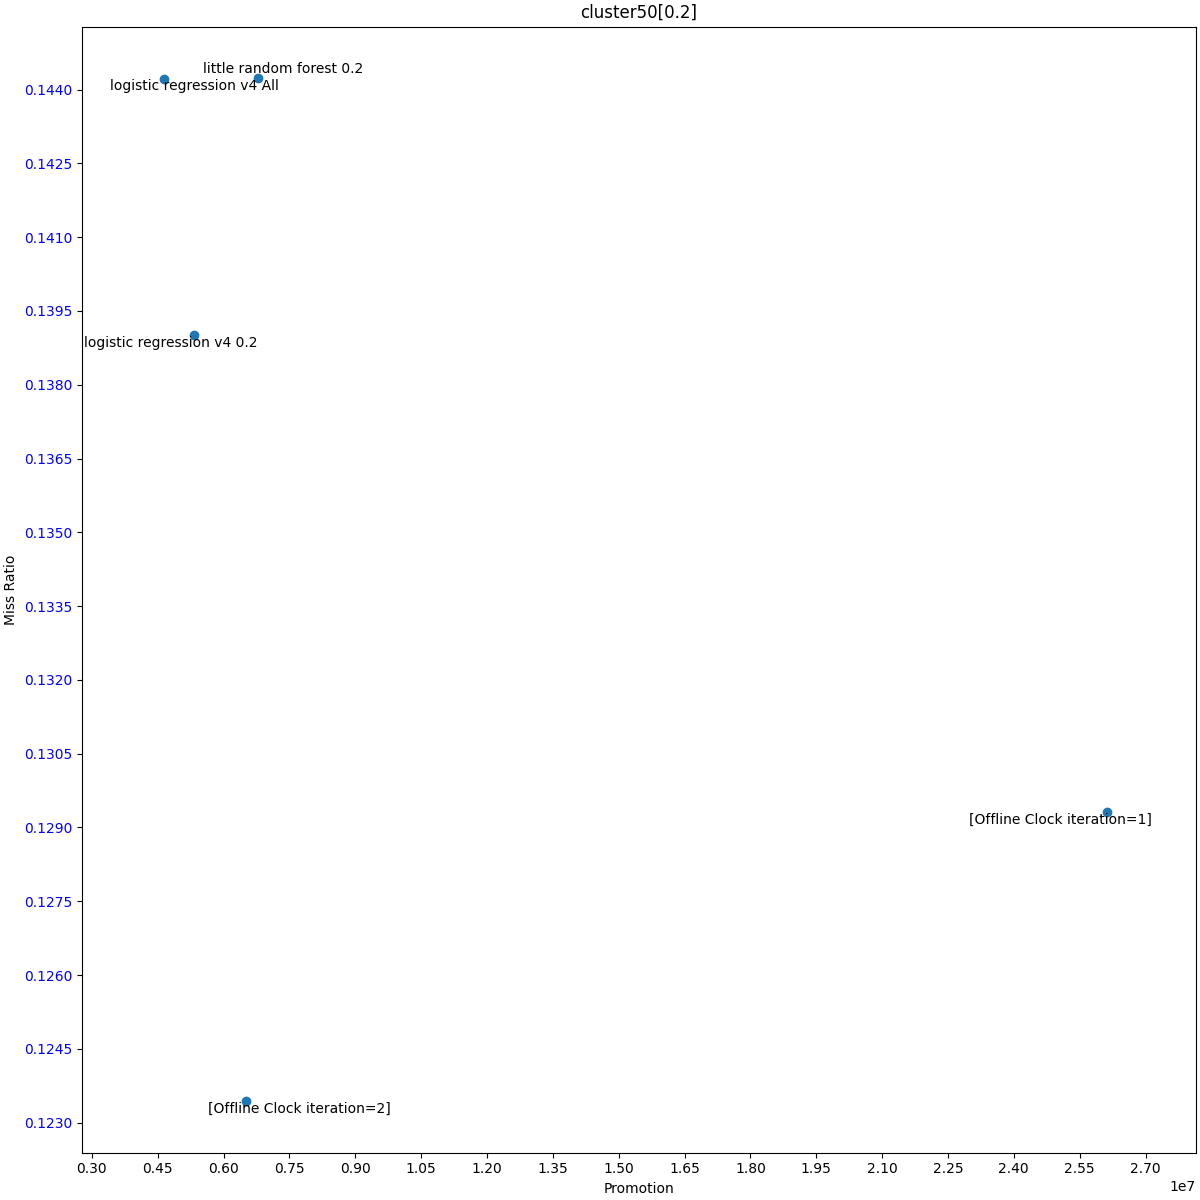 cluster50[0.2]
little random forest 0.2
logistic regression v4 All
logistic regression v4 0.2
[Offline Clock iteration=1]
[Offline Clock iteration=2]
Miss Ratio
0.1440
0.1425
0.1410
0.1395
0.1380
0.1365
0.1350
0.1335
0.1320
0.1305
0.1290
0.1275
0.1260
0.1245
0.1230
0.30 0.45 0.60 0.75 0.90 1.05 1.20 1.35 1.50 1.65 1.80 1.95 2.10 2.25 2.40 2.55 2.70
Promotion
1e7